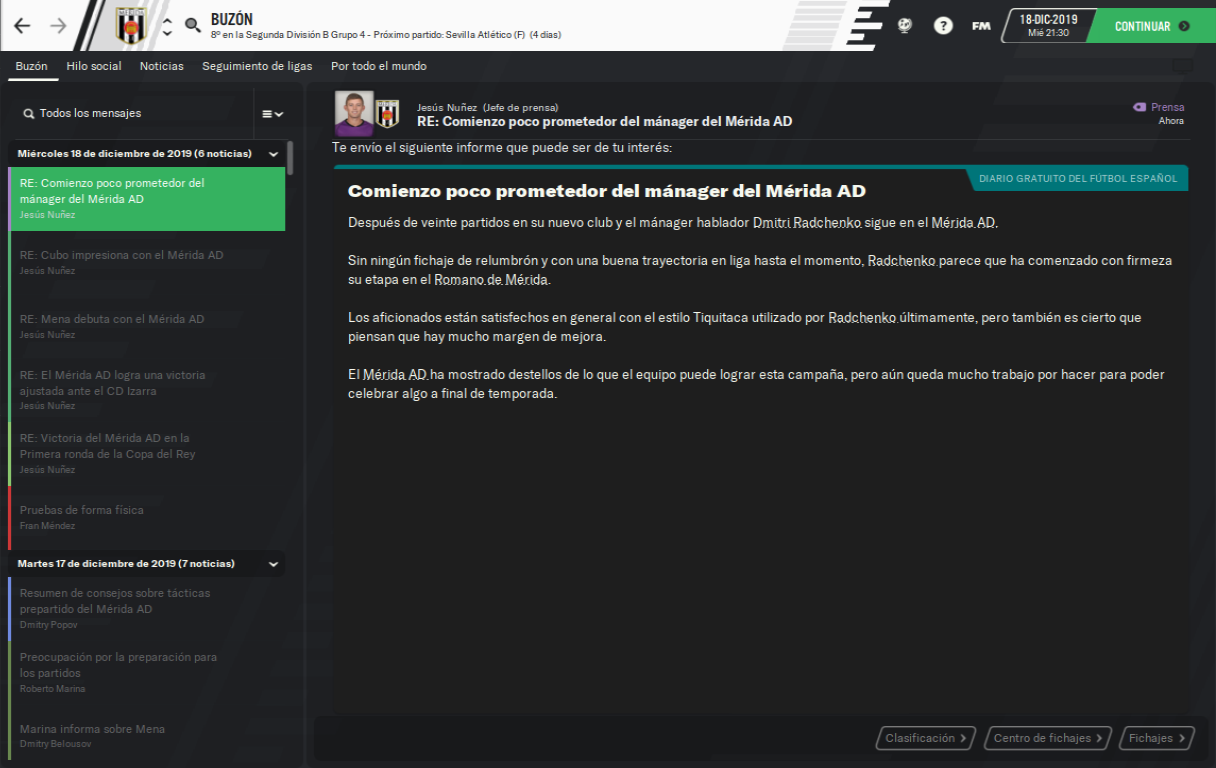 BUZÓN
8º en la Segunda División B Grupo 4 - Próximo partido: Sevilla Atlético (F) (4 días)
?
FM
18-DIC-2019
Mié 21:30
CONTINUAR
Buzón
Hilo social
Noticias
Seguimiento de ligas
Por todo el mundo
Todos los mensajes
Miércoles 18 de diciembre de 2019 (6 noticias)
RE: Comienzo poco prometedor del
mánager del Mérida AD
Jesús Nuñez
RE: Cubo impresiona con el Mérida AD
Jesús Nuñez
RE: Mena debuta con el Mérida AD
Jesús Nuñez
RE: El Mérida AD logra una victoria
ajustada ante el CD Izarra
Jesús Nuñez
RE: Victoria del Mérida AD en la
Primera ronda de la Copa del Rey
Jesús Nuñez
Pruebas de forma física
Fran Méndez
Martes 17 de diciembre de 2019 (7 noticias)
Resumen de consejos sobre tácticas
prepartido del Mérida AD
Dmitry Popov
Preocupación por la preparación para
los partidos
Roberto Marina
Marina informa sobre Mena
Dmitry Belousov
Jesús Nuñez (Jefe de prensa)
RE: Comienzo poco prometedor del mánager del Mérida AD
Prensa
Ahora
Te envío el siguiente informe que puede ser de tu interés:
DIARIO GRATUITO DEL FÚTBOL ESPAÑOL
Comienzo poco prometedor del mánager del Mérida AD
Después de veinte partidos en su nuevo club y el mánager hablador Dmitri Radchenko sigue en el Mérida AD.
Sin ningún fichaje de relumbrón y con una buena trayectoria en liga hasta el momento, Radchenko parece que ha comenzado con firmeza
su etapa en el Romano de Mérida.
Los aficionados están satisfechos en general con el estilo Tiquitaca utilizado por Radchenko últimamente, pero también es cierto que
piensan que hay mucho margen de mejora.
El Mérida AD ha mostrado destellos de lo que el equipo puede lograr esta campaña, pero aún queda mucho trabajo por hacer para poder
celebrar algo a final de temporada.
Clasificación
Centro de fichajes
Fichajes